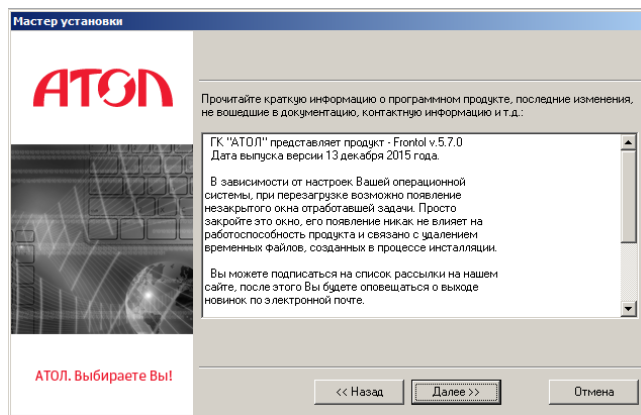 Мастер установки
АТОЛ
Прочитайте краткую информацию о программном продукте, последние изменения,
не вошедшие в документацию, контактную информацию и т.д.:
ГК "АТОЛ" представляет продукт - Frontol v.5.7.0
Дата выпуска версии 13 декабря 2015 года.
В зависимости от настроек Вашей операционной
системы, при перезагрузке возможно появление
незакрытого окна отработавшей задачи. Просто
закройте это окно, его появление никак не влияет на
работоспособность продукта и связано с удалением
временных файлов, созданных в процессе инсталляции.
Вы можете подписаться на список рассылки на нашем
сайте, после этого Вы будете оповещаться о выходе
новинок по электронной почте.
АТОЛ. Выбираете Вы!
<< Назад
Далее >>
Отмена